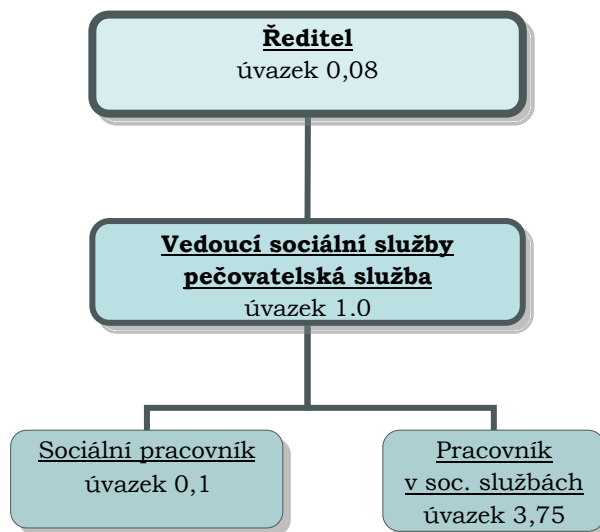 Ředitel
úvazek 0,08
Vedoucí sociální služby
pečovatelská služba
úvazek 1.0
Sociální pracovník
úvazek 0,1
Pracovník
v soc. službách
úvazek 3,75